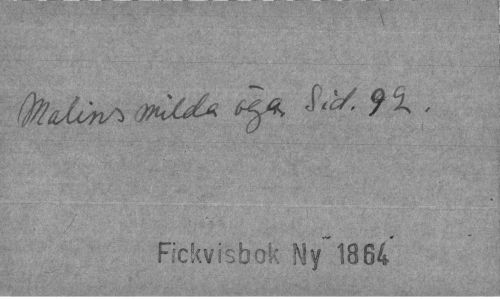 Malins milda öga. Sid. 92.
Fickvisbok Ny 1864